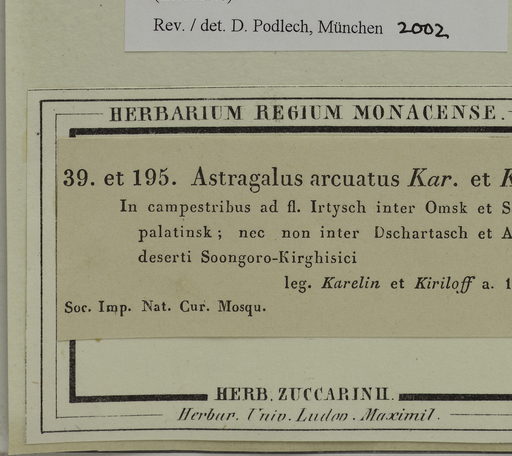 Rev. / det. D. Podlech, München 2002
HERBARIUM REGIUM MONACENSE.
39. et 195. Astragalus arcuatus Kar. et K
In campestribus ad fl. Irtysch inter Omsk et S
palatinsk; nec non inter Dschartasch et A
deserti Soongoro-Kirghisici
leg. Karelin et Kiriloff a. 1
Soc. Imp. Nat. Cur. Mosqu.
HERB. ZUCCARINII.
Herbar. Univ. Ludov. Maximil.